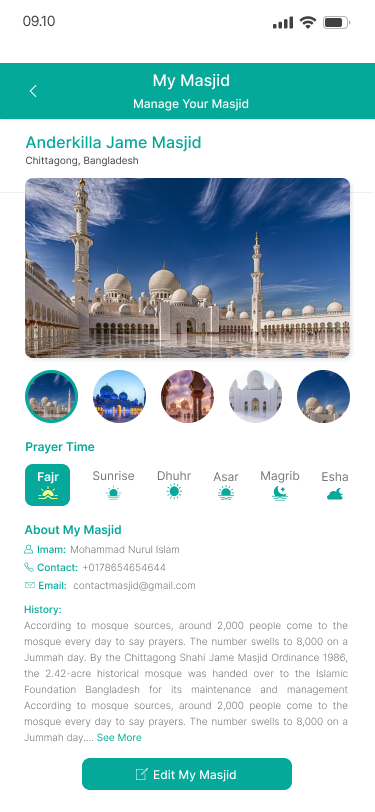 09.10
My Masjid
Manage Your Masjid
Anderkilla Jame Masjid
Chittagong, Bangladesh
Prayer Time
Fajr Sunrise Dhuhr Asar Magrib Esha
About My Masjid
Imam: Mohammad Nurul Islam
Contact: +0178654654644
Email: contactmasjid@gmail.com
History:
According to mosque sources, around 2,000 people come to the
mosque every day to say prayers. The number swells to 8,000 on a
Jummah day. By the Chittagong Shahi Jame Masjid Ordinance 1986,
the 2.42-acre historical mosque was handed over to the Islamic
Foundation Bangladesh for its maintenance and management
According to mosque sources, around 2,000 people come to the
mosque every day to say prayers. The number swells to 8,000 on a
Jummah day.... See More
Edit My Masjid